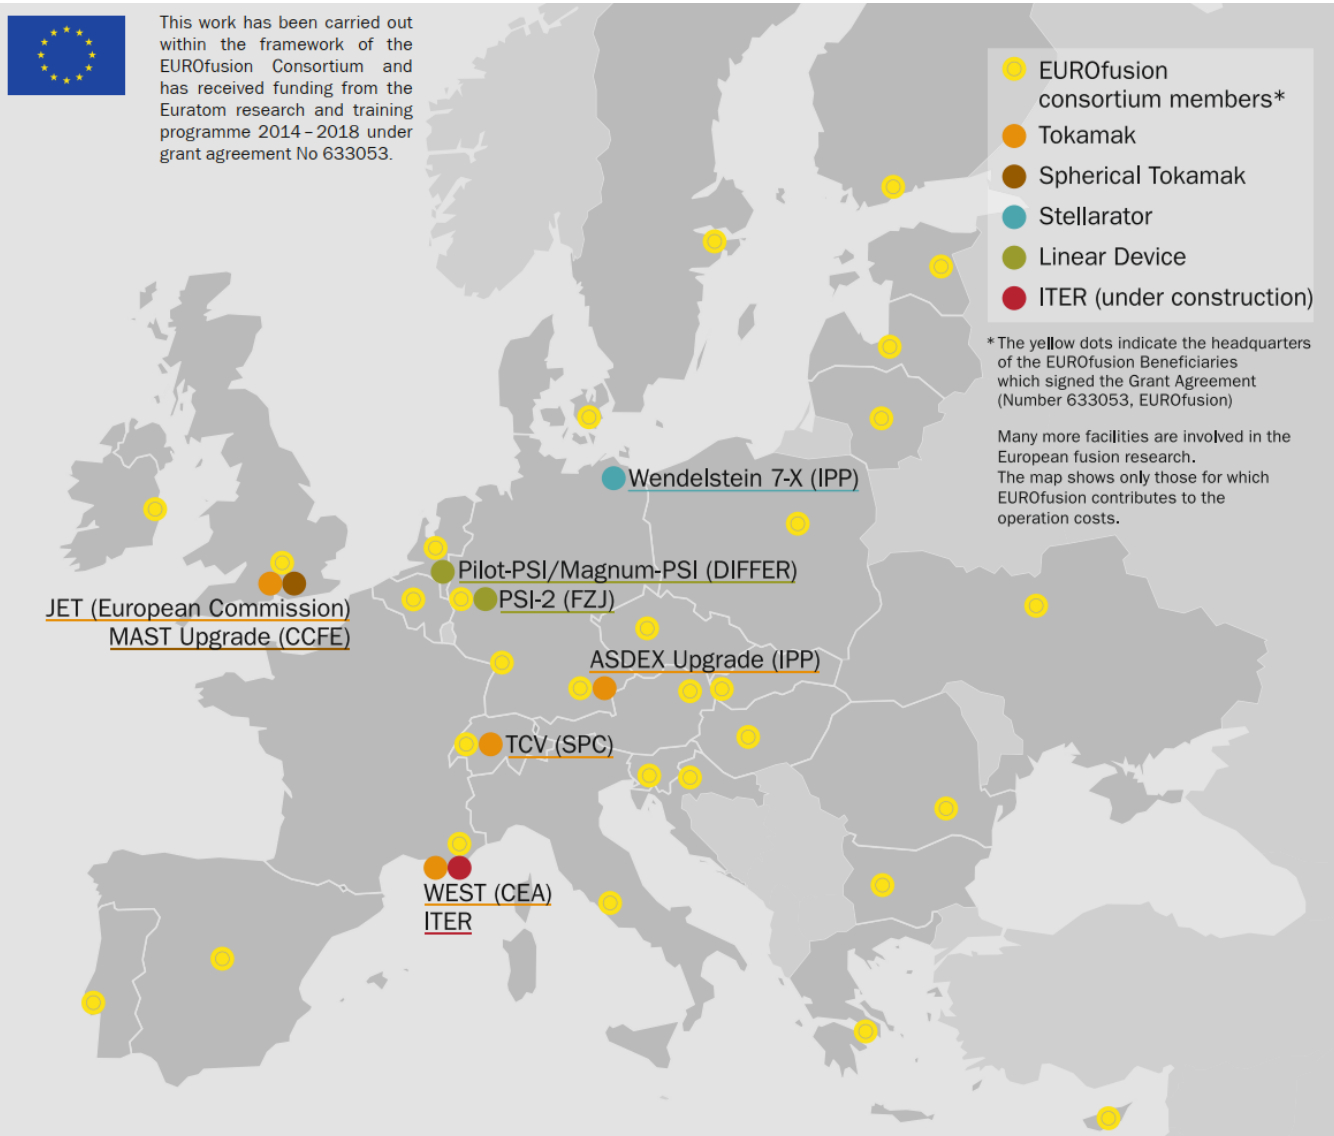 This work has been carried out
within the framework of the
EUROfusion Consortium and
has received funding from the
Euratom research and training
programme 2014 – 2018 under
grant agreement No 633053.
EUROfusion
consortium members*
Tokamak
Spherical Tokamak
Stellarator
Linear Device
ITER (under construction)
* The yellow dots indicate the headquarters
of the EUROfusion Beneficiaries
which signed the Grant Agreement
(Number 633053, EUROfusion)
Many more facilities are involved in the
European fusion research.
The map shows only those for which
EUROfusion contributes to the
operation costs.
Wendelstein 7-X (IPP)
Pilot-PSI/Magnum-PSI (DIFFER)
PSI-2 (FZJ)
JET (European Commission)
MAST Upgrade (CCFE)
ASDEX Upgrade (IPP)
TCV (SPC)
WEST (CEA)
ITER